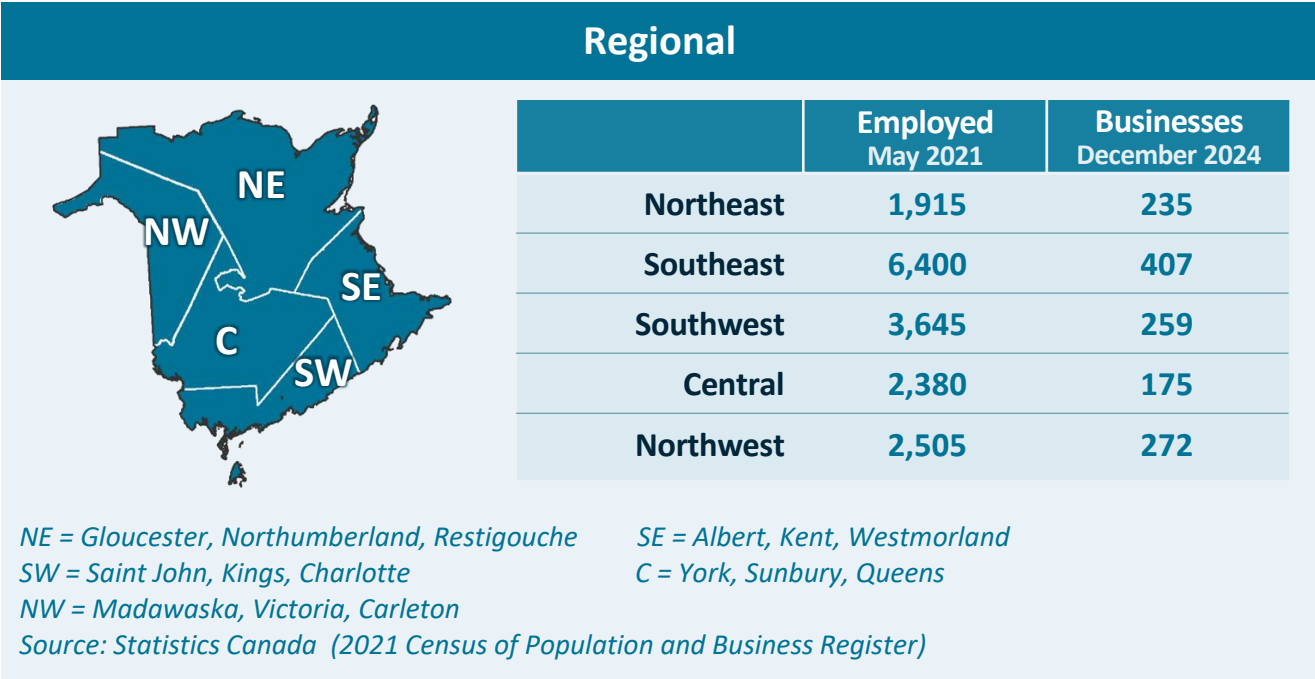 Regional
NE
NW
SE
C
SW
Employed Businesses
May 2021 December 2024
Northeast 1,915 235
Southeast 6,400 407
Southwest 3,645 259
Central 2,380 175
Northwest 2,505 272
NE = Gloucester, Northumberland, Restigouche SE = Albert, Kent, Westmorland
SW = Saint John, Kings, Charlotte C = York, Sunbury, Queens
NW = Madawaska, Victoria, Carleton
Source: Statistics Canada (2021 Census of Population and Business Register)